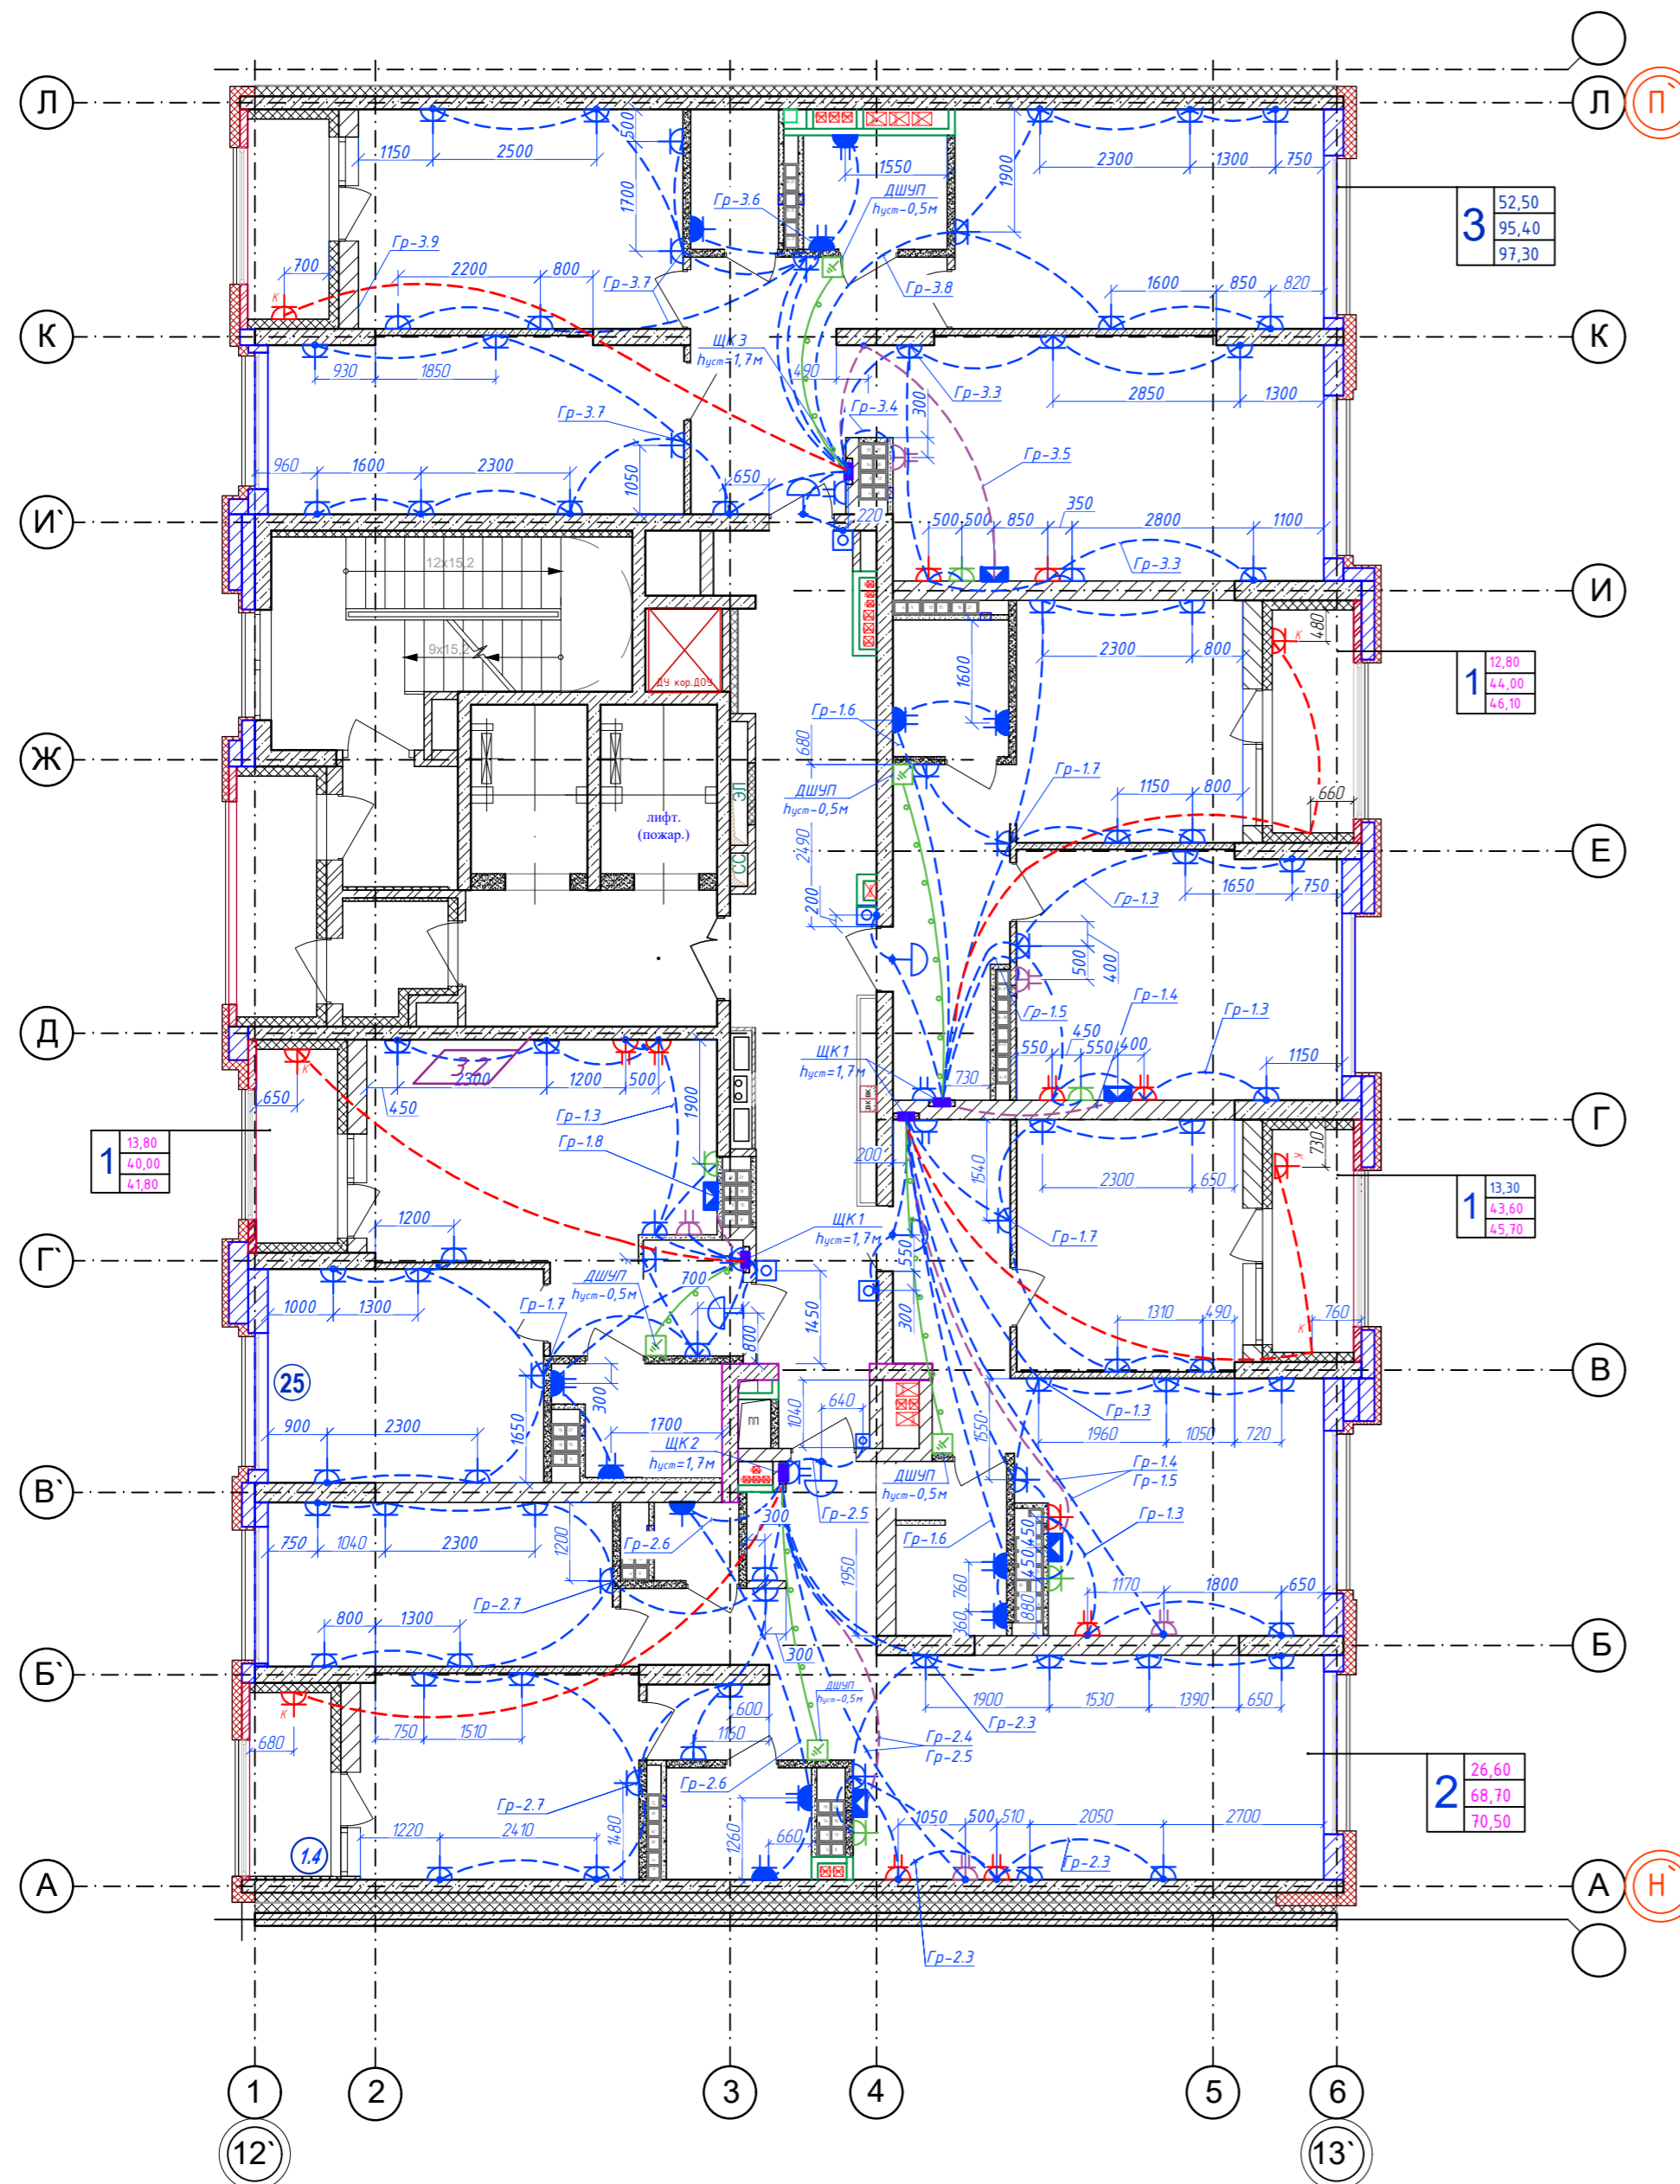 Л
Л
П`
500
1150
2500
1700
1550
ДШУП
hуст-0,5м
1900
2300
1300
750
Гр-3.6
3
52,50
95,40
97,30
Гр-3.9
700
К
2200
800
Гр-3.7
Гр-3.8
1600
850
820
К
К
ЩК3
hуст=1,7м
490
930
1850
Гр-3.3
2850
1300
Гр-3.7
Гр-3.4
300
Гр-3.5
960
1600
2300
1050
650
350
И`
220
500
500
850
2800
1100
Гр-3.3
12х15,2
И
9х15,2
ДУ кор.ДОУ
1600
2300
800
К
480
1
12,80
44,00
46,10
Гр-1.6
Ж
680
ДШУП
hуст-0,5м
Гр-1.7
1150
800
660
ЭЛ
лифт.
(пожар.)
2490
Е
СС
200
1650
750
Гр-1.3
500
400
Гр-1.4
Гр-1.5
Гр-1.3
Д
450
ЩК1
hуст=1,7м
550
550
400
1150
730
К
3.2
2300
1200
500
650
450
1900
Гр-1.3
Гр-1.8
ВК
ВК
Г
1
13,80
40,00
41,80
200
1540
2300
650
730
К
1
13,30
43,60
45,70
1200
ЩК1
hуст=1,7м
Г`
550
Гр-1.7
ДШУП
hуст-0,5м
700
1000
1300
Гр-1.7
800
1450
300
1310
490
760
К
В
25
300
1040
640
1550
Гр-1.3
900
2300
1650
1700
ЩК2
hуст=1,7м
1960
1050
720
Гр-1.4
Гр-1.5
В`
ДШУП
hуст-0,5м
Гр-2.5
300
750
1040
2300
1200
Гр-2.6
Гр-1.6
Гр-1.3
450
450
1950
760
360
880
1170
1800
650
Гр-2.7
800
1300
Б
300
Б`
ДШУП
hуст-0,5м
К
680
750
1510
600
1150
1900
1530
1390
650
Гр-2.3
Гр-2.4
Гр-2.5
Гр-2.6
2
26,60
68,70
70,50
Гр-2.7
1.4
1220
2410
1480
1260
660
1050
500
510
2050
2700
Гр-2.3
А
А
Н`
Гр-2.3
1
2
3
4
5
6
12`
13`